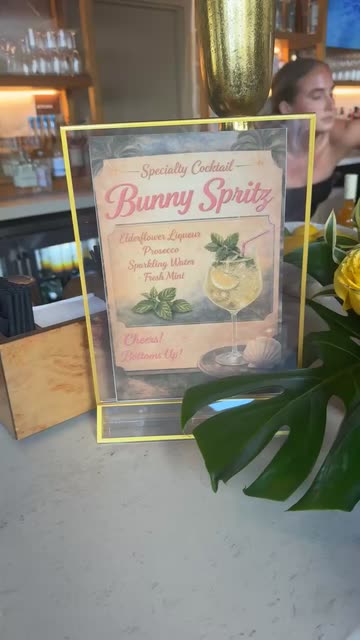 Specialty Cocktail
Bunny Spritz
Elderflower Liqueur
Prosecco
Sparkling Water
Fresh Mint
Cheers!
Bottoms Up!